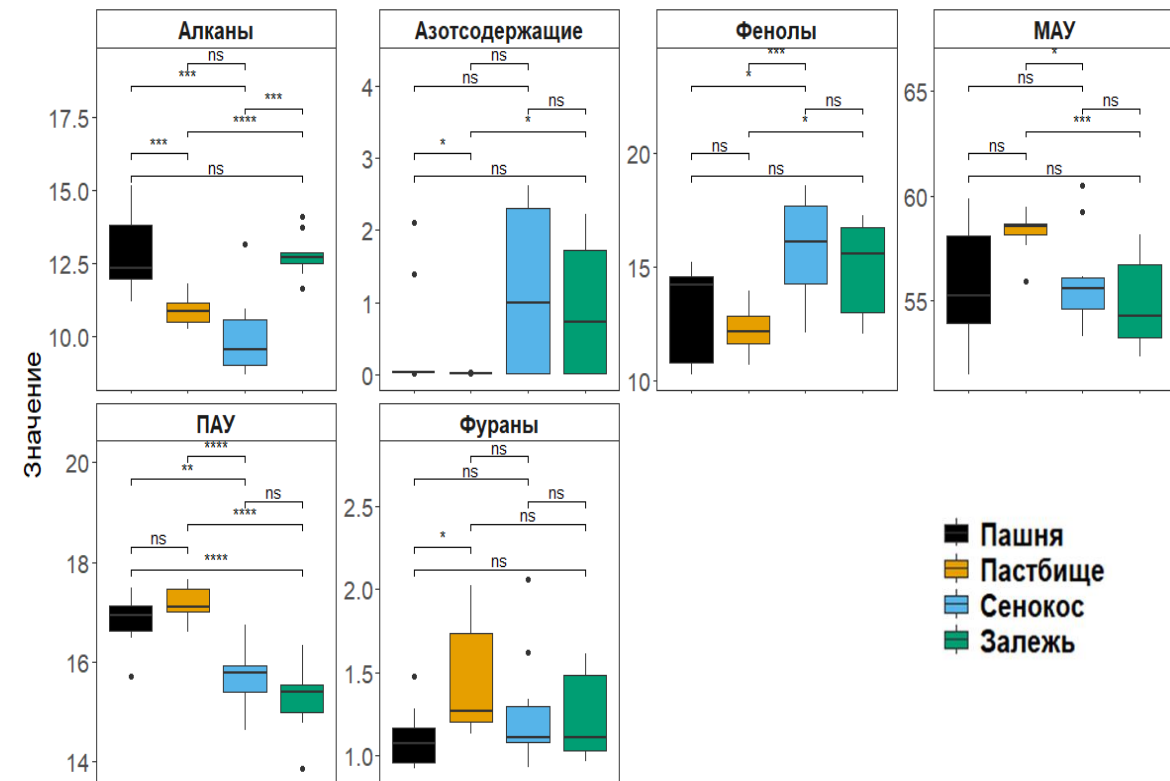 Алканы
Азотсодержащие
Фенолы
МАУ
ns
***
***
****
***
ns
17.5
15.0
12.5
10.0
ns
ns
ns
*
*
ns
4
3
2
1
0
***
*
ns
*
ns
ns
20
15
10
*
ns
ns
***
ns
ns
65
60
55
Значение
ПАУ
Фураны
****
**
ns
****
ns
****
20
18
16
14
ns
ns
ns
ns
*
ns
2.5
2.0
1.5
1.0
Пашня
Пастбище
Сенокос
Залежь